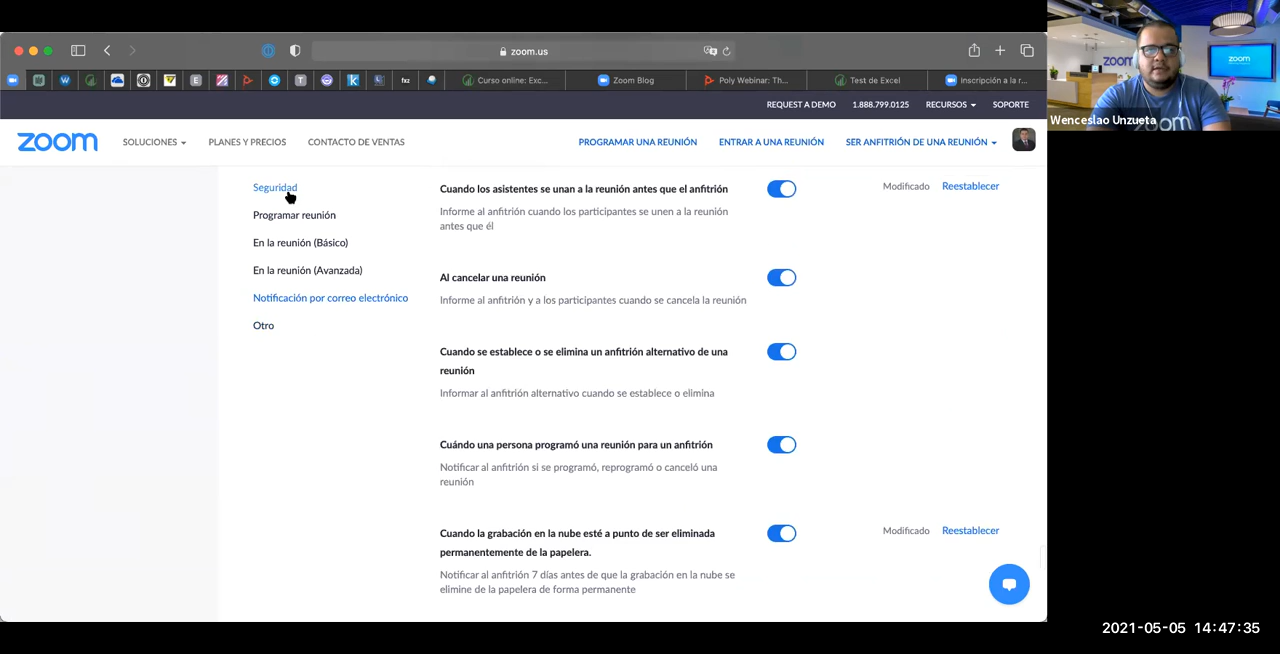 zoom.us
Curso online: Exc...
Zoom Blog
Poly Webinar: Th...
Test de Excel
Inscripción a la r...
REQUEST A DEMO
1.888.799.0125
RECURSOS
SOPORTE
zoom
SOLUCIONES
PLANES Y PRECIOS
CONTACTO DE VENTAS
PROGRAMAR UNA REUNIÓN
ENTRAR A UNA REUNIÓN
SER ANFITRIÓN DE UNA REUNIÓN
Seguridad
Programar reunión
En la reunión (Básico)
En la reunión (Avanzada)
Notificación por correo electrónico
Otro
Cuando los asistentes se unan a la reunión antes que el anfitrión
Informe al anfitrión cuando los participantes se unen a la reunión
antes que él
Modificado
Reestablecer
Al cancelar una reunión
Informe al anfitrión y a los participantes cuando se cancela la reunión
Cuando se establece o se elimina un anfitrión alternativo de una
reunión
Informar al anfitrión alternativo cuando se establece o elimina
Cuándo una persona programó una reunión para un anfitrión
Notificar al anfitrión si se programó, reprogramó o canceló una
reunión
Cuando la grabación en la nube esté a punto de ser eliminada
permanentemente de la papelera.
Notificar al anfitrión 7 días antes de que la grabación en la nube se
elimine de la papelera de forma permanente
Modificado
Reestablecer
zoom
zoom
zoom
Wenceslao Unzueta
2021-05-05 14:47:35